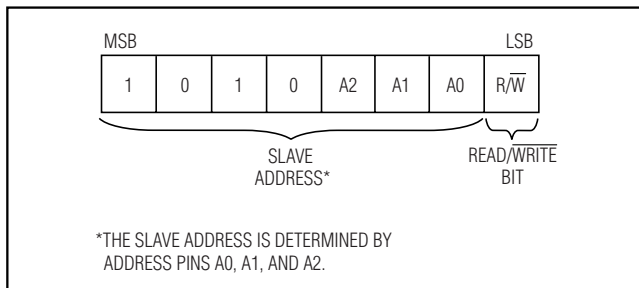 MSB LSB
1 0 1 0 A2 A1 A0 R/W̅
SLAVE
ADDRESS*
READ/W̅R̅I̅T̅E̅
BIT
*THE SLAVE ADDRESS IS DETERMINED BY
ADDRESS PINS A0, A1, AND A2.